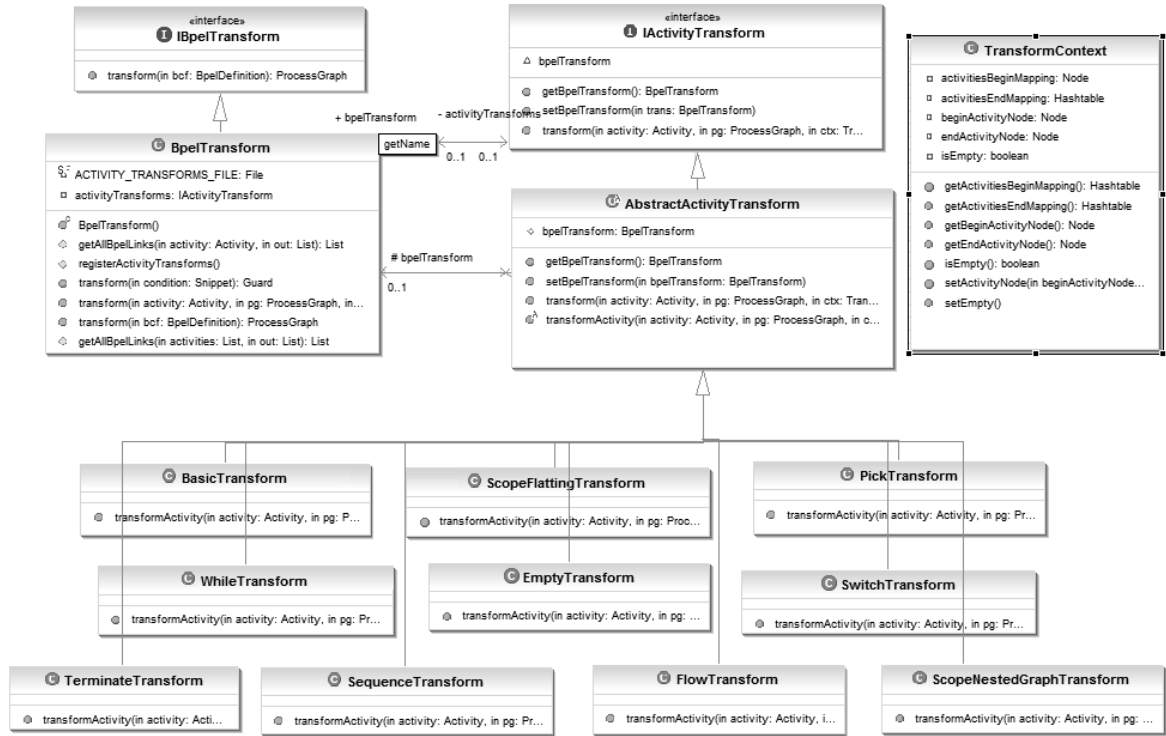 «interface»
IBpelTransform
transform(in bcf: BpelDefinition): ProcessGraph
«interface»
IActivityTransform
bpelTransform
getBpelTransform(): BpelTransform
setBpelTransform(in trans: BpelTransform)
transform(in activity: Activity, in pg: ProcessGraph, in ctx: Tr...
TransformContext
activitiesBeginMapping: Node
activitiesEndMapping: Hashtable
beginActivityNode: Node
endActivityNode: Node
isEmpty: boolean
getActivitiesBeginMapping(): Hashtable
getActivitiesEndMapping(): Hashtable
getBeginActivityNode(): Node
getEndActivityNode(): Node
isEmpty(): boolean
setActivityNode(in beginActivityNode...
setEmpty()
+ bpelTransform
- activityTransforms
getName
0..1
0..1
BpelTransform
ACTIVITY_TRANSFORMS_FILE: File
activityTransforms: IActivityTransform
BpelTransform()
getAllBpelLinks(in activity: Activity, in out: List): List
registerActivityTransforms()
transform(in condition: Snippet): Guard
transform(in activity: Activity, in pg: ProcessGraph, in...
transform(in bcf: BpelDefinition): ProcessGraph
getAllBpelLinks(in activities: List, in out: List): List
# bpelTransform
0..1
AbstractActivityTransform
bpelTransform: BpelTransform
getBpelTransform(): BpelTransform
setBpelTransform(in bpelTransform: BpelTransform)
transform(in activity: Activity, in pg: ProcessGraph, in ctx: Tran...
transformActivity(in activity: Activity, in pg: ProcessGraph, in c...
BasicTransform
transformActivity(in activity: Activity, in pg: P...
ScopeFlattingTransform
transformActivity(in activity: Activity, in pg: Proc...
PickTransform
transformActivity(in activity: Activity, in pg: Pr...
WhileTransform
transformActivity(in activity: Activity, in pg: Pr...
EmptyTransform
transformActivity(in activity: Activity, in pg: ...
SwitchTransform
transformActivity(in activity: Activity, in pg: Pr...
TerminateTransform
transformActivity(in activity: Acti...
SequenceTransform
transformActivity(in activity: Activity, in pg: Pr...
FlowTransform
transformActivity(in activity: Activity, i...
ScopeNestedGraphTransform
transformActivity(in activity: Activity, in pg: ...